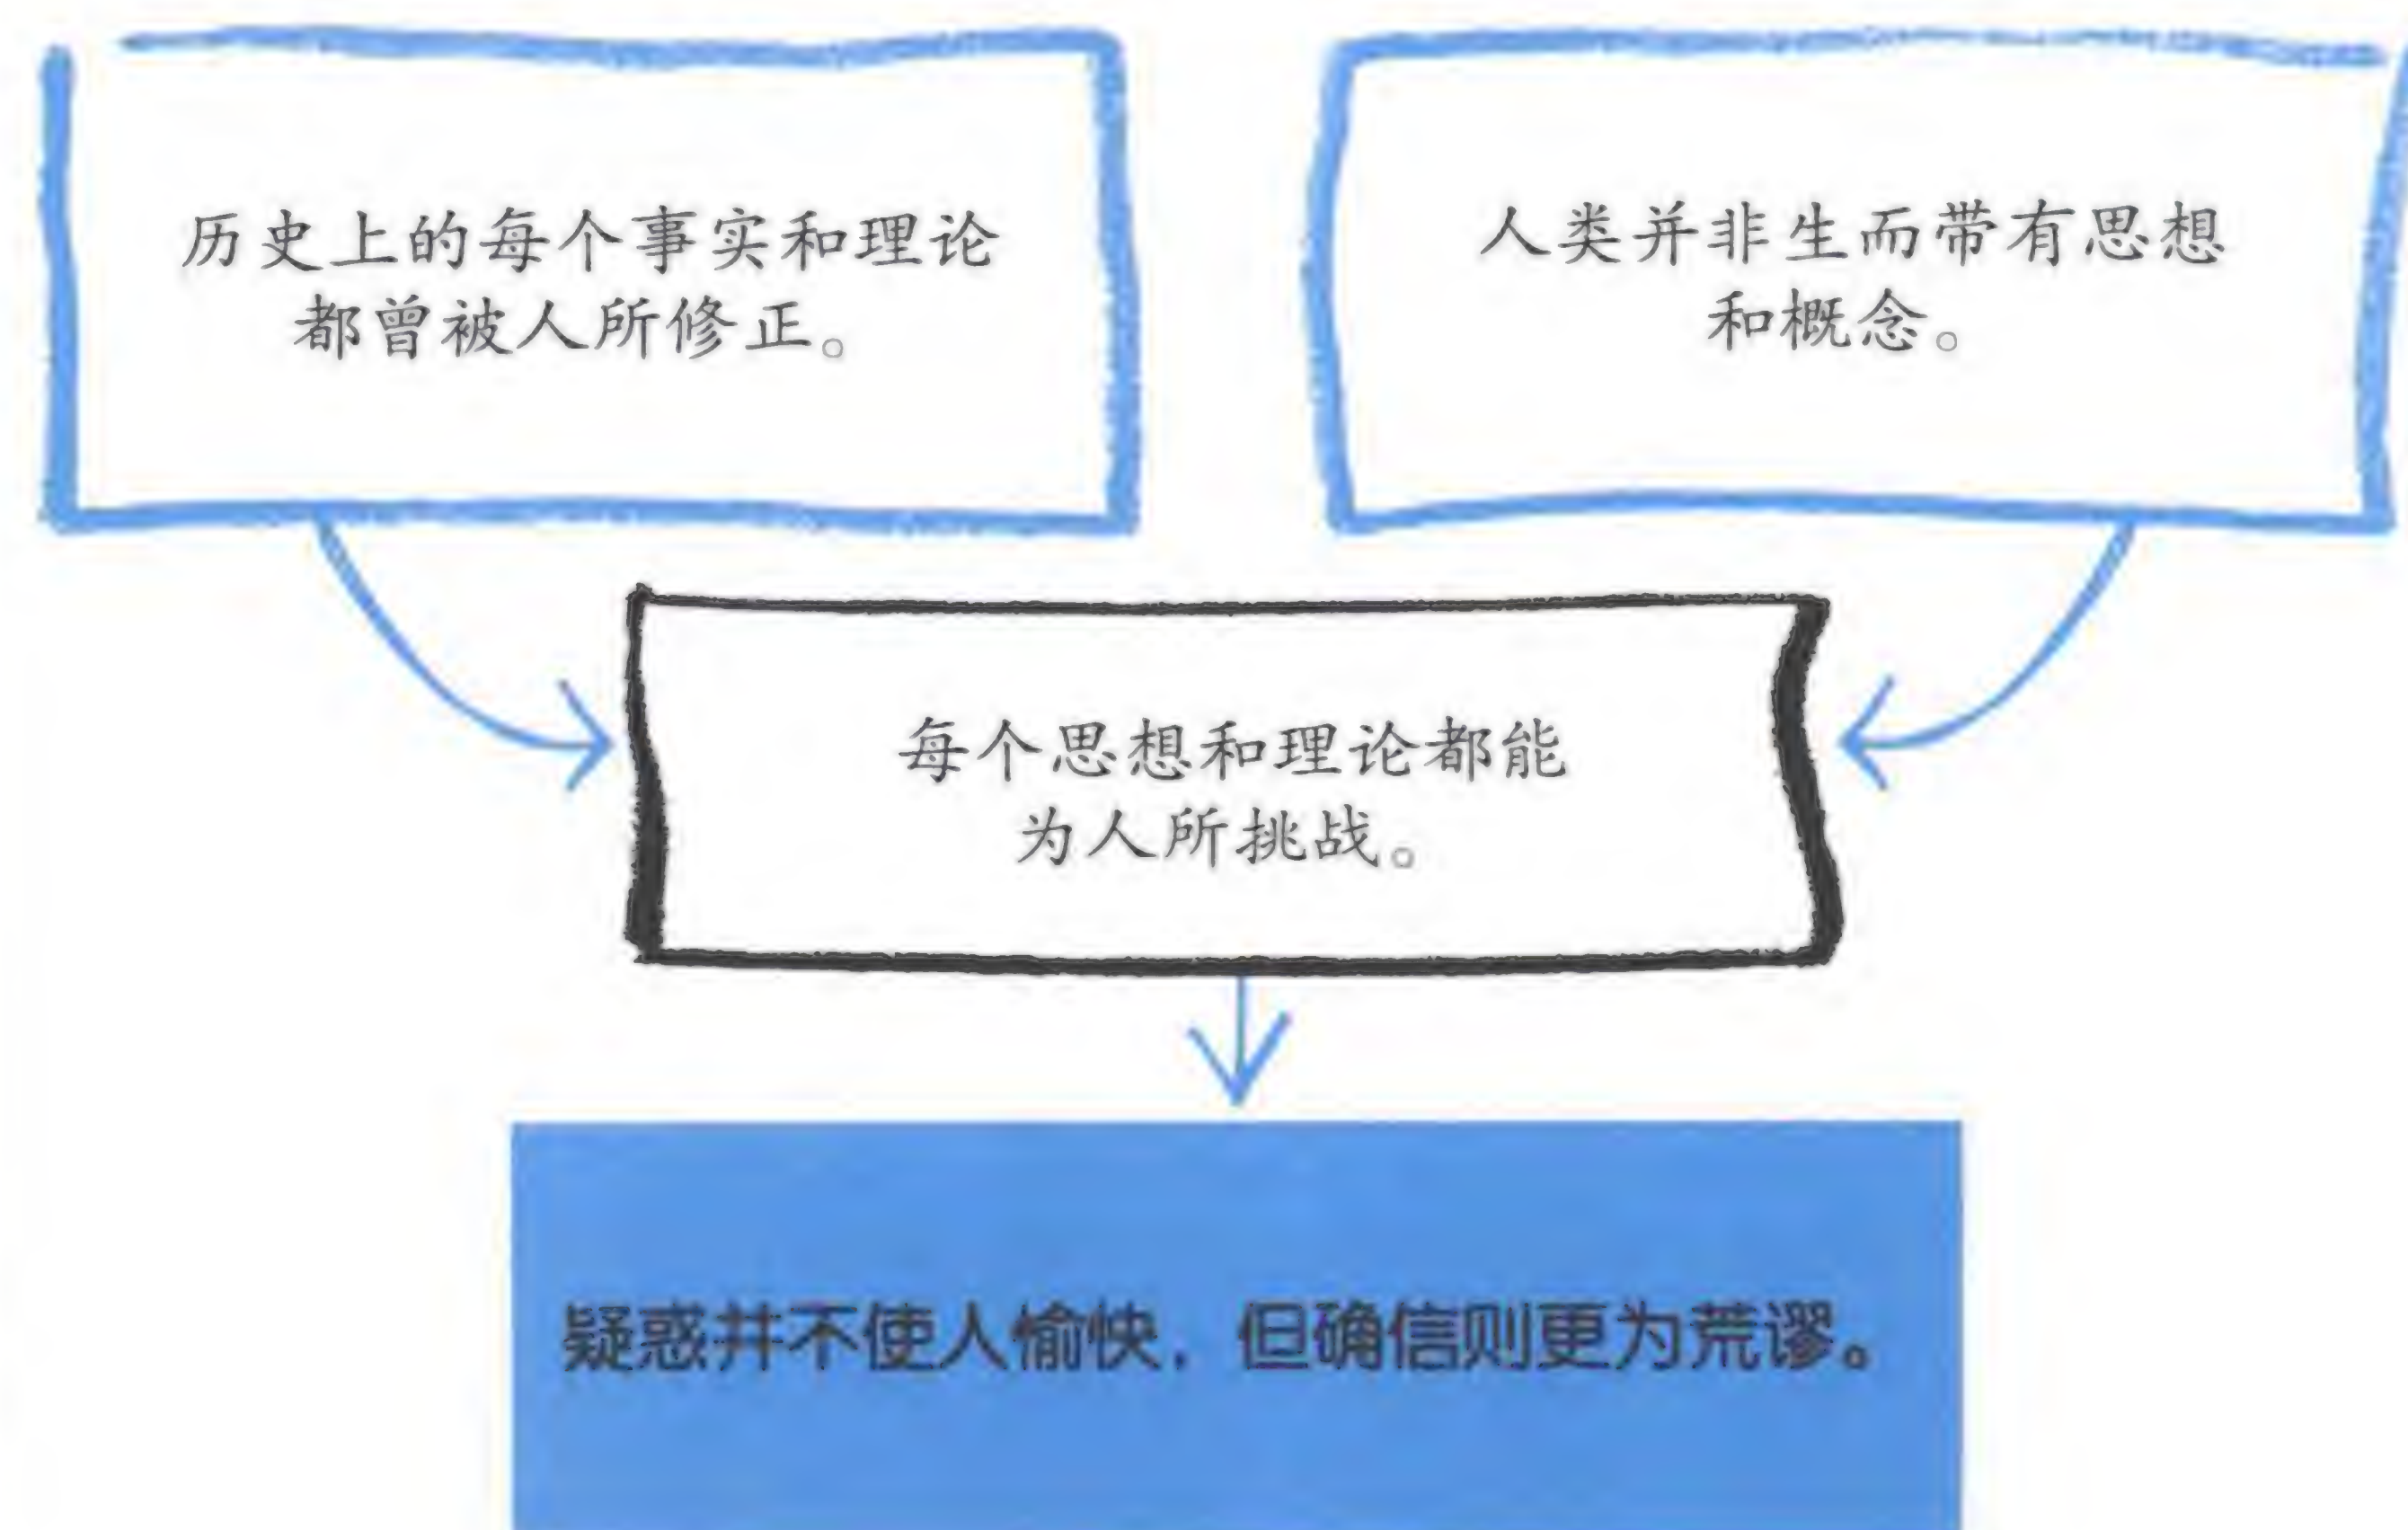 历史上的每个事实和理论
都曾被人所修正。
人类并非生而带有思想
和概念。
每个思想和理论都能
为人所挑战。
疑惑并不使人愉快，但确信则更为荒谬。